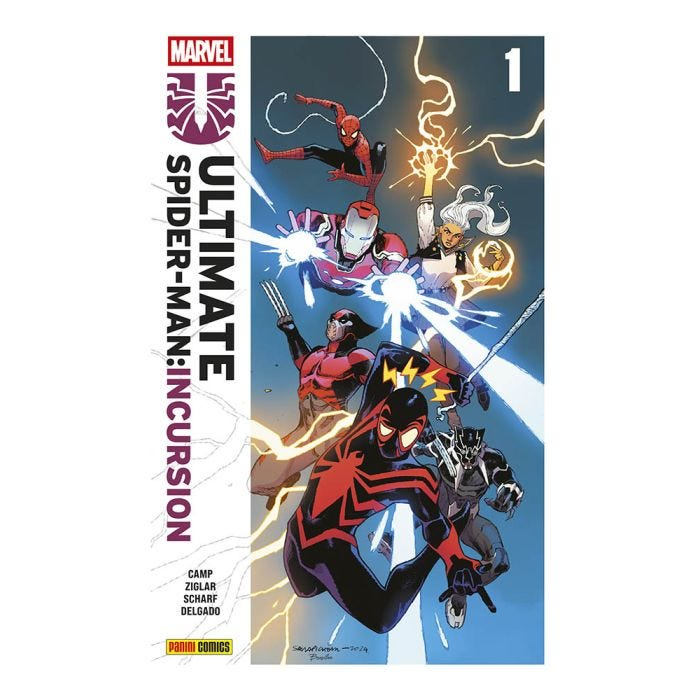 MARVEL
1
ULTIMATE
SPIDER-MAN: INCURSION
CAMP
ZIGLAR
SCHARF
DELGADO
PANINI COMICS